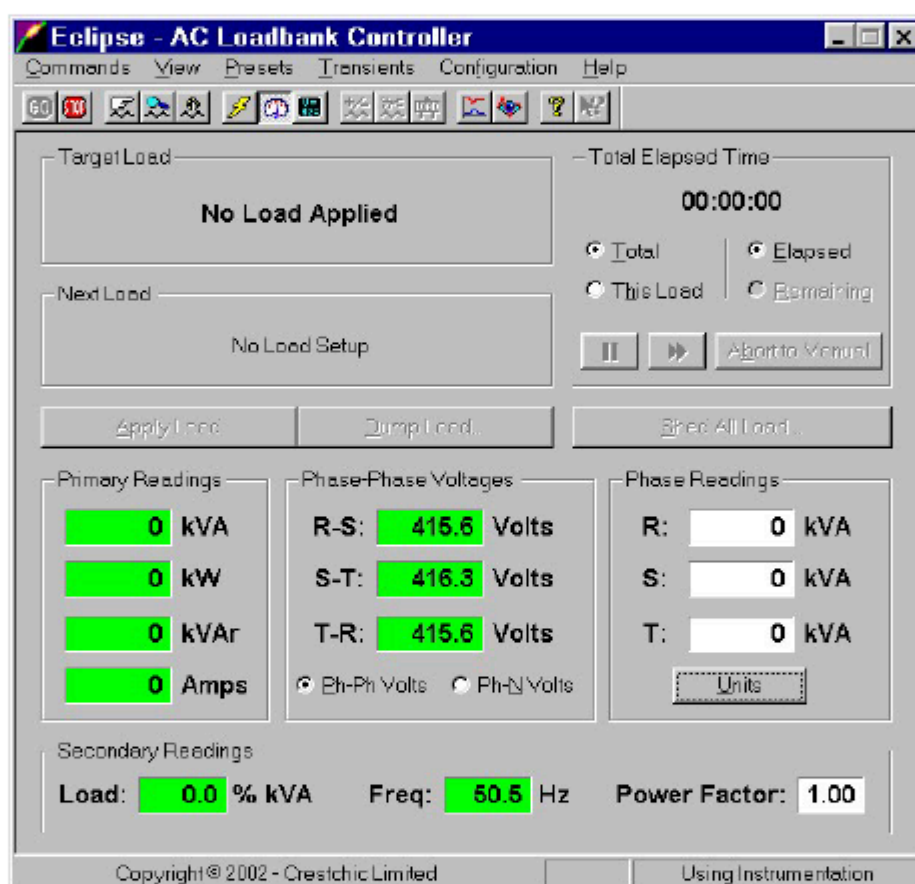 Eclipse - AC Loadbank Controller
Commands View Presets Transients Configuration Help
GO STOP
Target Load
No Load Applied
Total Elapsed Time
00:00:00
Total Elapsed
This Load Remaining
Next Load
No Load Setup
Abort to Manual
Apply Load Dump Load... Shed All Load...
Primary Readings
0 kVA
0 kW
0 kVAr
0 Amps
Phase-Phase Voltages
R-S: 415.6 Volts
S-T: 416.3 Volts
T-R: 415.6 Volts
Ph-Ph Volts Ph-N Volts
Phase Readings
R: 0 kVA
S: 0 kVA
T: 0 kVA
Units
Secondary Readings
Load: 0.0 % kVA Freq: 50.5 Hz Power Factor: 1.00
Copyright© 2002 - Crestchic Limited Using Instrumentation